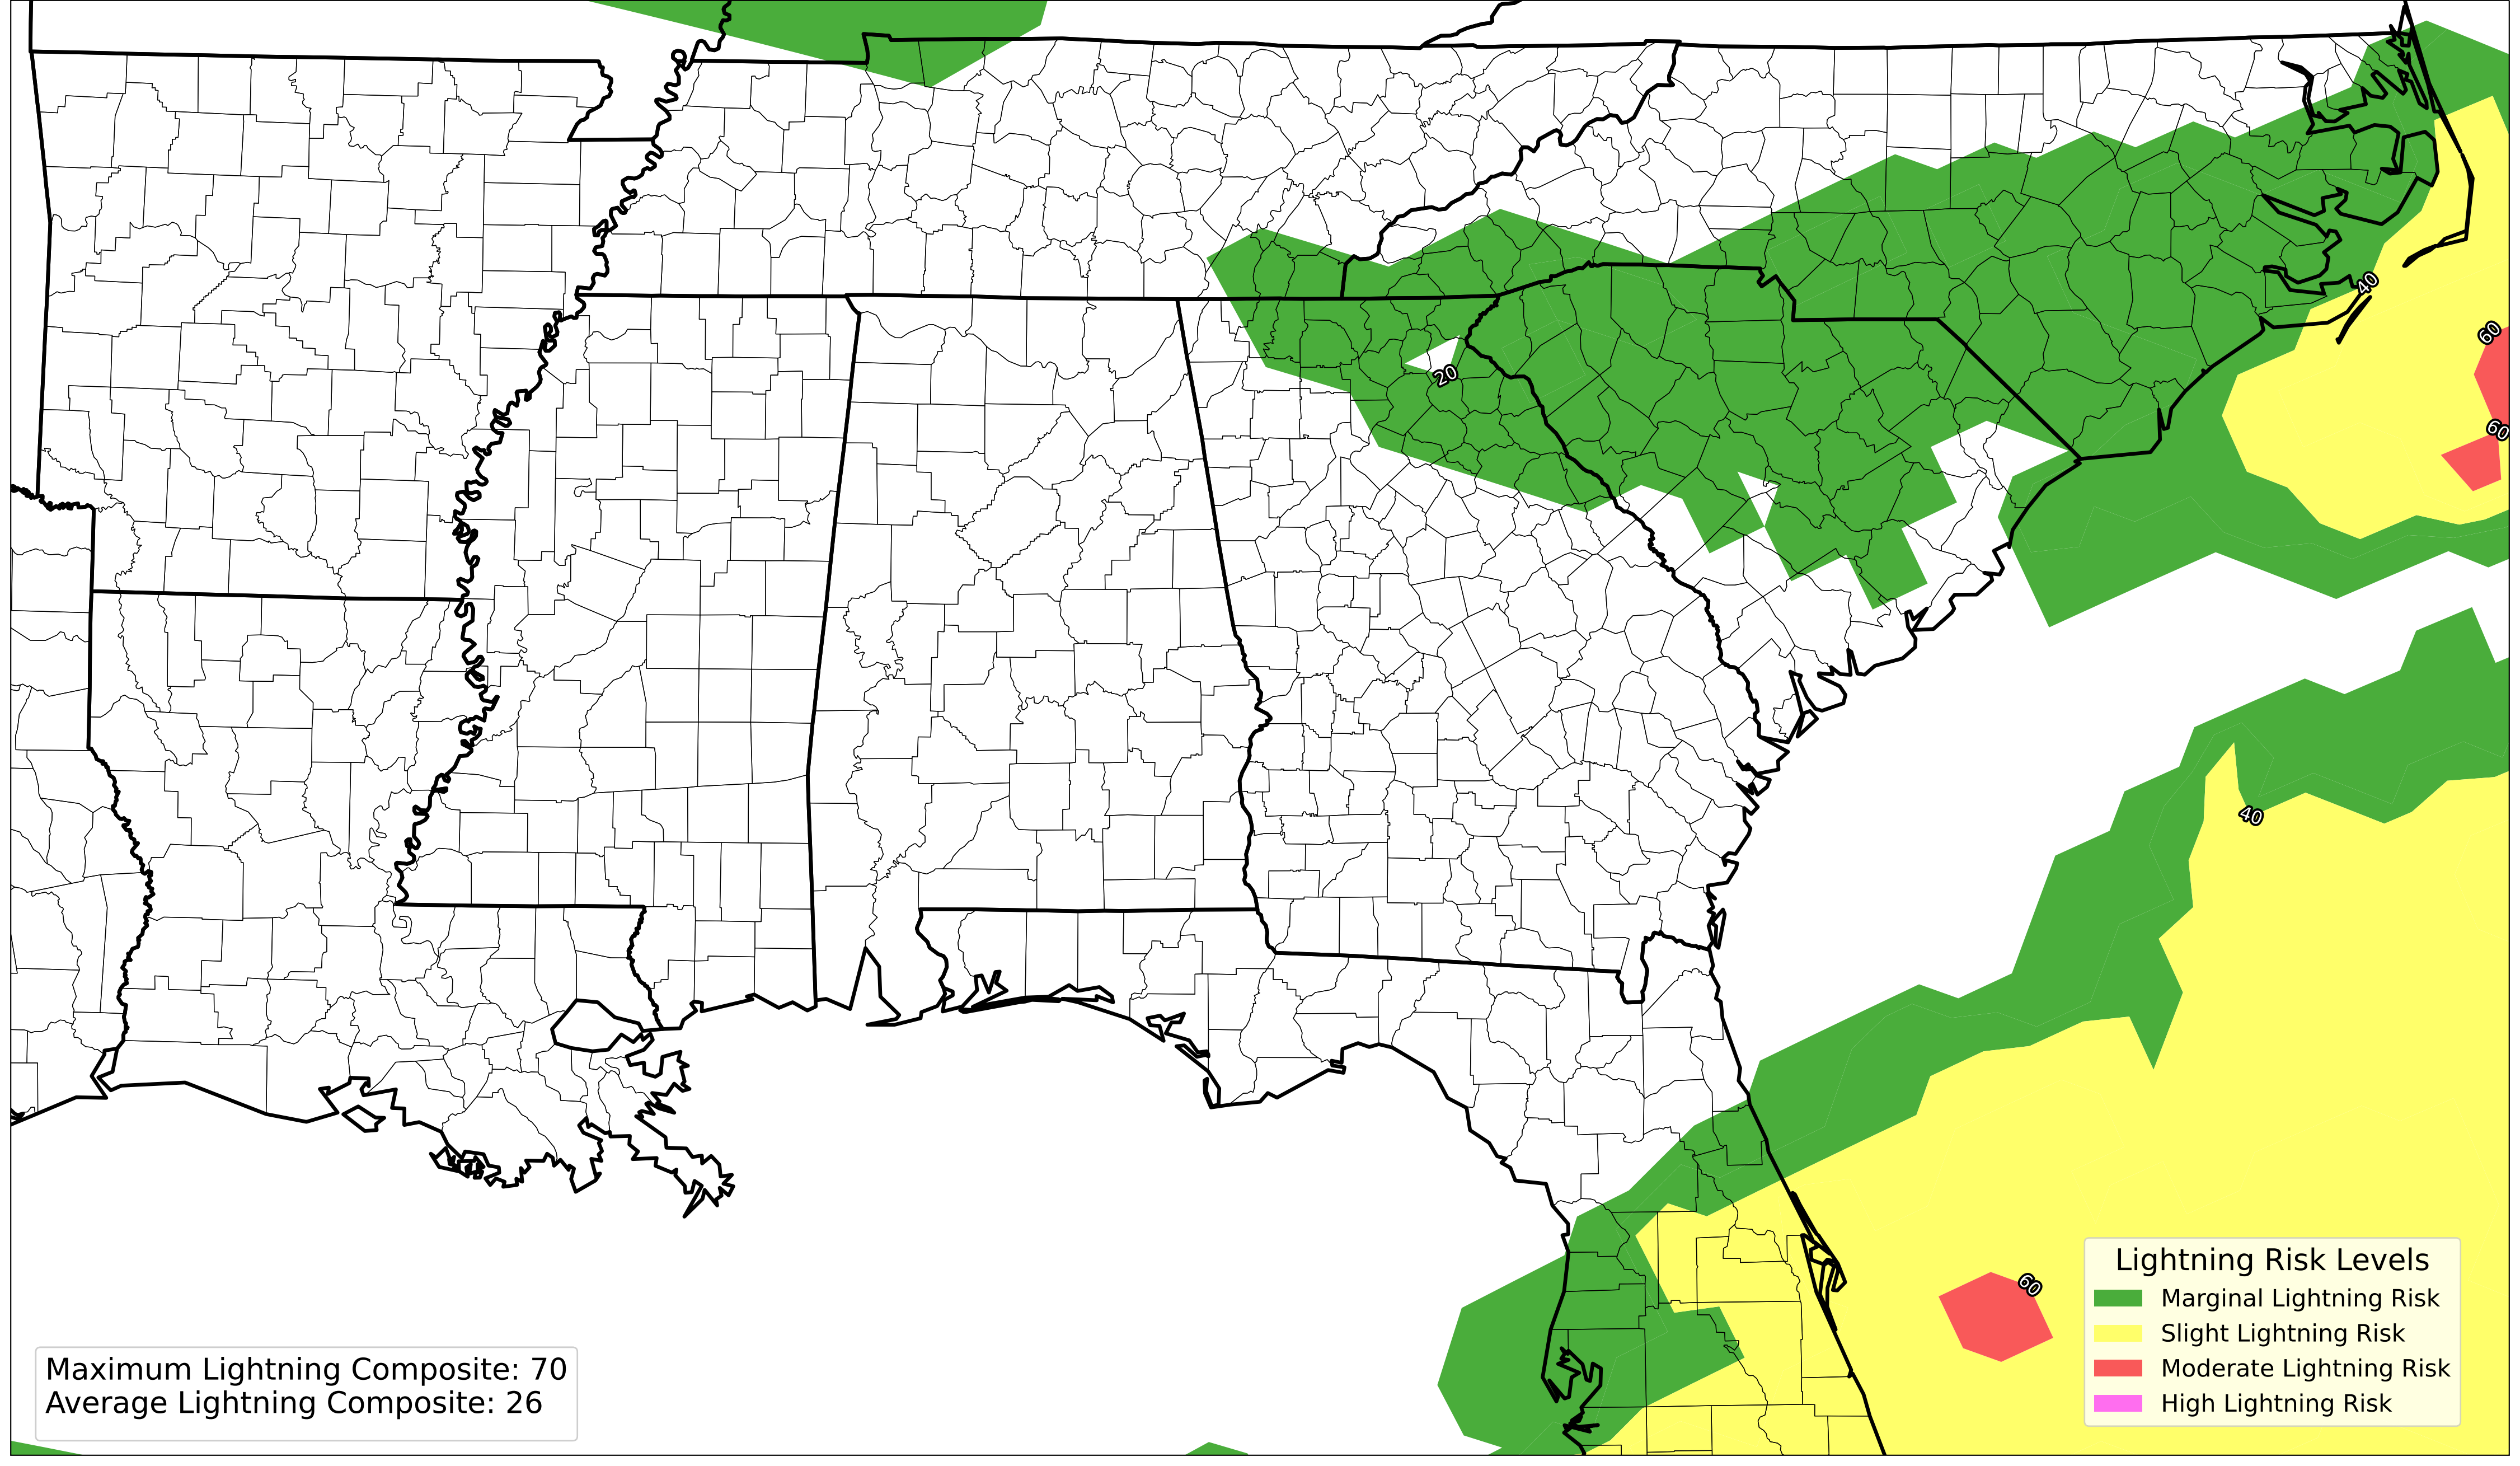 40
60
60
20
40
60
Lightning Risk Levels
Marginal Lightning Risk
Slight Lightning Risk
Moderate Lightning Risk
High Lightning Risk
Maximum Lightning Composite: 70
Average Lightning Composite: 26